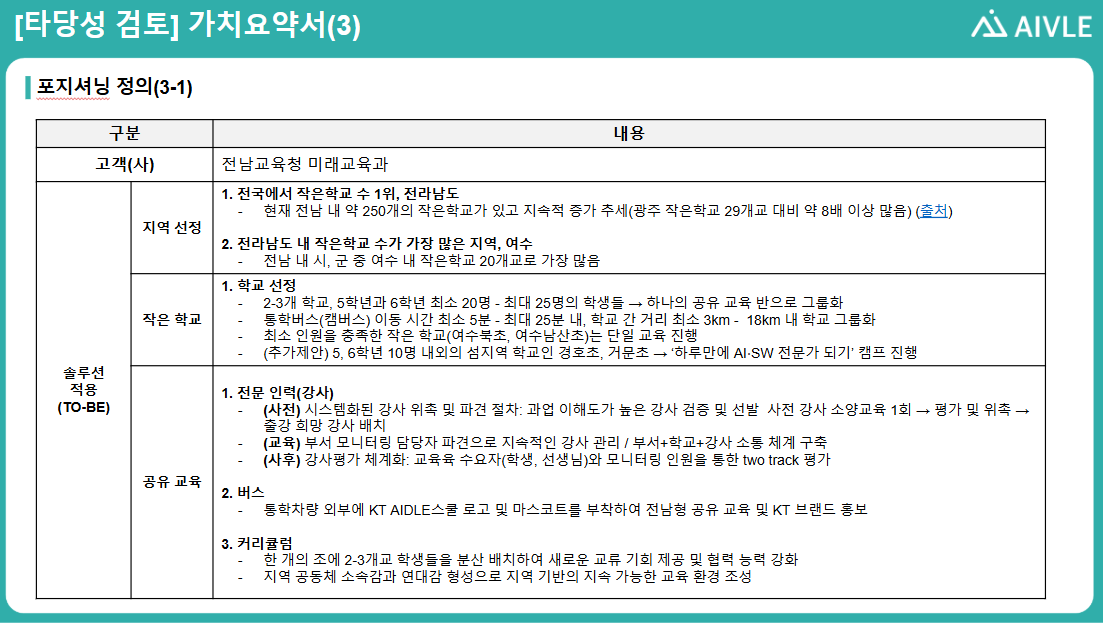 [타당성 검토] 가치요약서(3)
AIVLE
포지셔닝 정의(3-1)
구분 내용
고객(사) 전남교육청 미래교육과
솔루션
적용
(TO-BE)
지역 선정
1. 전국에서 작은학교 수 1위, 전라남도
- 현재 전남 내 약 250개의 작은학교가 있고 지속적 증가 추세(광주 작은학교 29개교 대비 약 8배 이상 많음) (출처)
2. 전라남도 내 작은학교 수가 가장 많은 지역, 여수
- 전남 내 시, 군 중 여수 내 작은학교 20개교로 가장 많음
작은 학교
1. 학교 선정
- 2-3개 학교, 5학년과 6학년 최소 20명 - 최대 25명의 학생들 → 하나의 공유 교육 반으로 그룹화
- 통학버스(캠버스) 이동 시간 최소 5분 - 최대 25분 내, 학교 간 거리 최소 3km - 18km 내 학교 그룹화
- 최소 인원을 충족한 작은 학교(여수북초, 여수남산초)는 단일 교육 진행
- (추가제안) 5, 6학년 10명 내외의 섬지역 학교인 경호초, 거문초 → ‘하루만에 AI·SW 전문가 되기’ 캠프 진행
공유 교육
1. 전문 인력(강사)
- (사전) 시스템화된 강사 위촉 및 파견 절차: 과업 이해도가 높은 강사 검증 및 선발 사전 강사 소양교육 1회 → 평가 및 위촉 →
출강 희망 강사 배치
- (교육) 부서 모니터링 담당자 파견으로 지속적인 강사 관리 / 부서+학교+강사 소통 체계 구축
- (사후) 강사평가 체계화: 교육육 수요자(학생, 선생님)와 모니터링 인원을 통한 two track 평가
2. 버스
- 통학차량 외부에 KT AIDLE스쿨 로고 및 마스코트를 부착하여 전남형 공유 교육 및 KT 브랜드 홍보
3. 커리큘럼
- 한 개의 조에 2-3개교 학생들을 분산 배치하여 새로운 교류 기회 제공 및 협력 능력 강화
- 지역 공동체 소속감과 연대감 형성으로 지역 기반의 지속 가능한 교육 환경 조성